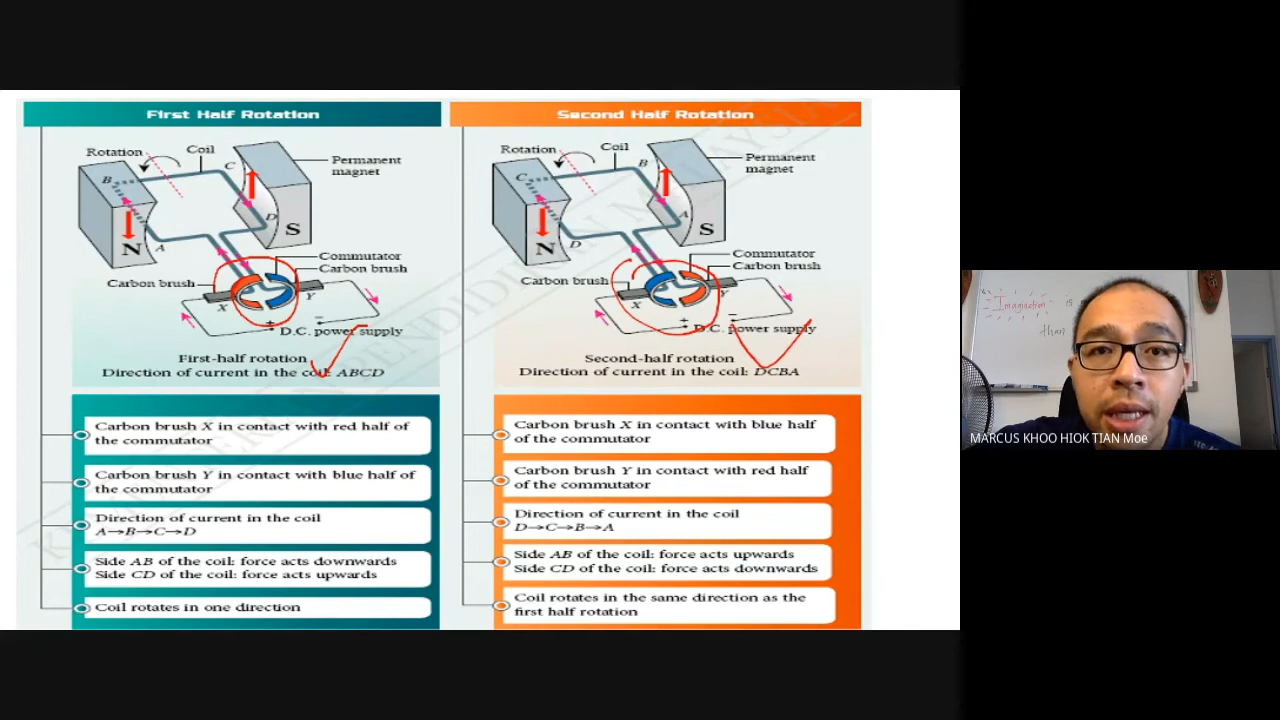 First Half Rotation
Rotation
Coil
C
B
Permanent
magnet
D
S
N
A
Commutator
Carbon brush
Carbon brush
X
Y
+
−
D.C. power supply
First-half rotation
Direction of current in the coil: ABCD
Carbon brush X in contact with red half of
the commutator
Carbon brush Y in contact with blue half of
the commutator
Direction of current in the coil
A→B→C→D
Side AB of the coil: force acts downwards
Side CD of the coil: force acts upwards
Coil rotates in one direction
Second Half Rotation
Rotation
Coil
B
C
Permanent
magnet
A
S
N
D
Commutator
Carbon brush
Carbon brush
X
Y
+
−
D.C. power supply
Second-half rotation
Direction of current in the coil: DCBA
Carbon brush X in contact with blue half
of the commutator
Carbon brush Y in contact with red half
of the commutator
Direction of current in the coil
D→C→B→A
Side AB of the coil: force acts upwards
Side CD of the coil: force acts downwards
Coil rotates in the same direction as the
first half rotation
Imagination is
than
MARCUS KHOO HIOK TIAN Moe